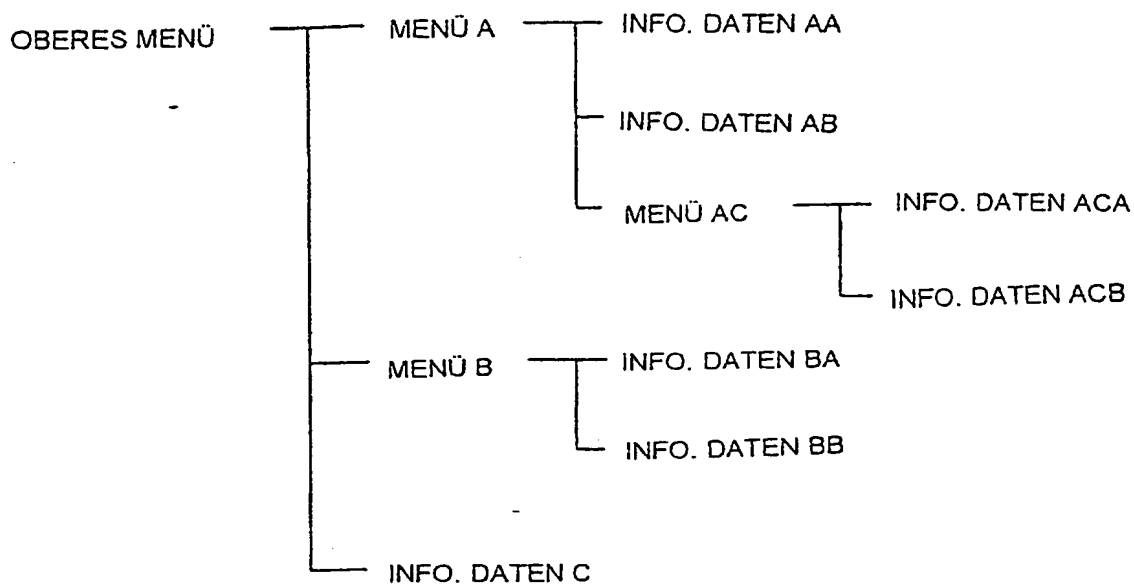 OBERES MENÜ
MENÜ A
INFO. DATEN AA
INFO. DATEN AB
MENÜ AC
INFO. DATEN ACA
INFO. DATEN ACB
MENÜ B
INFO. DATEN BA
INFO. DATEN BB
INFO. DATEN C